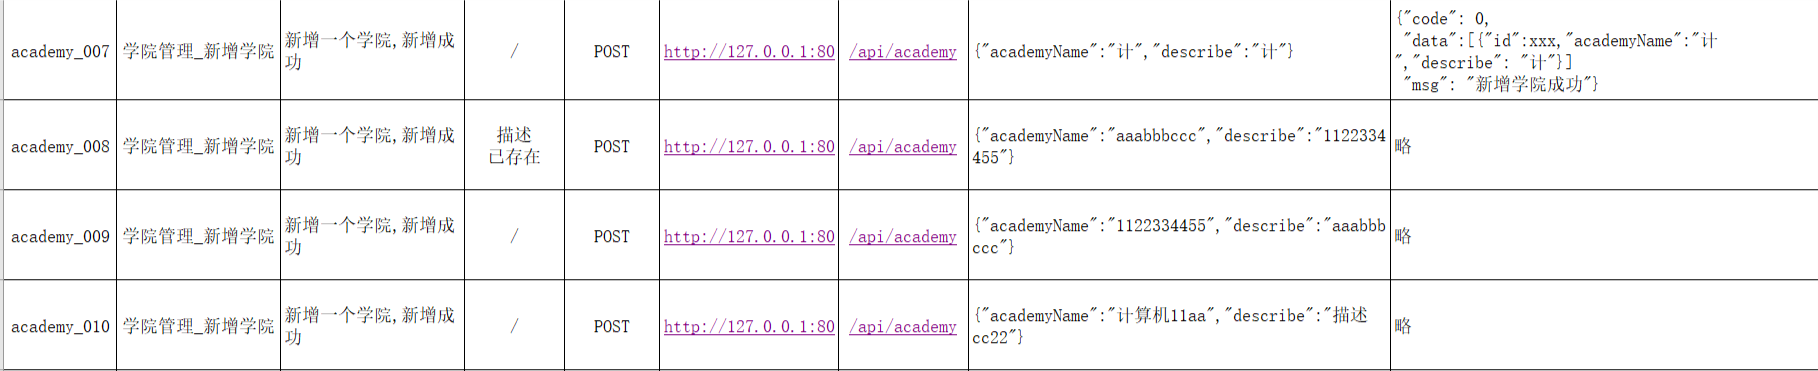 academy_007
学院管理_新增学院
新增一个学院,新增成
功
/
POST
http://127.0.0.1:80
/api/academy
{"academyName":"计","describe":"计"}
{"code": 0,
"data":[{"id":xxx,"academyName":"计
","describe": "计"}]
"msg": "新增学院成功"}
academy_008
学院管理_新增学院
新增一个学院,新增成
功
描述
已存在
POST
http://127.0.0.1:80
/api/academy
{"academyName":"aaabbbccc","describe":"1122334
455"}
略
academy_009
学院管理_新增学院
新增一个学院,新增成
功
/
POST
http://127.0.0.1:80
/api/academy
{"academyName":"1122334455","describe":"aaabbb
ccc"}
略
academy_010
学院管理_新增学院
新增一个学院,新增成
功
/
POST
http://127.0.0.1:80
/api/academy
{"academyName":"计算机11aa","describe":"描述
cc22"}
略